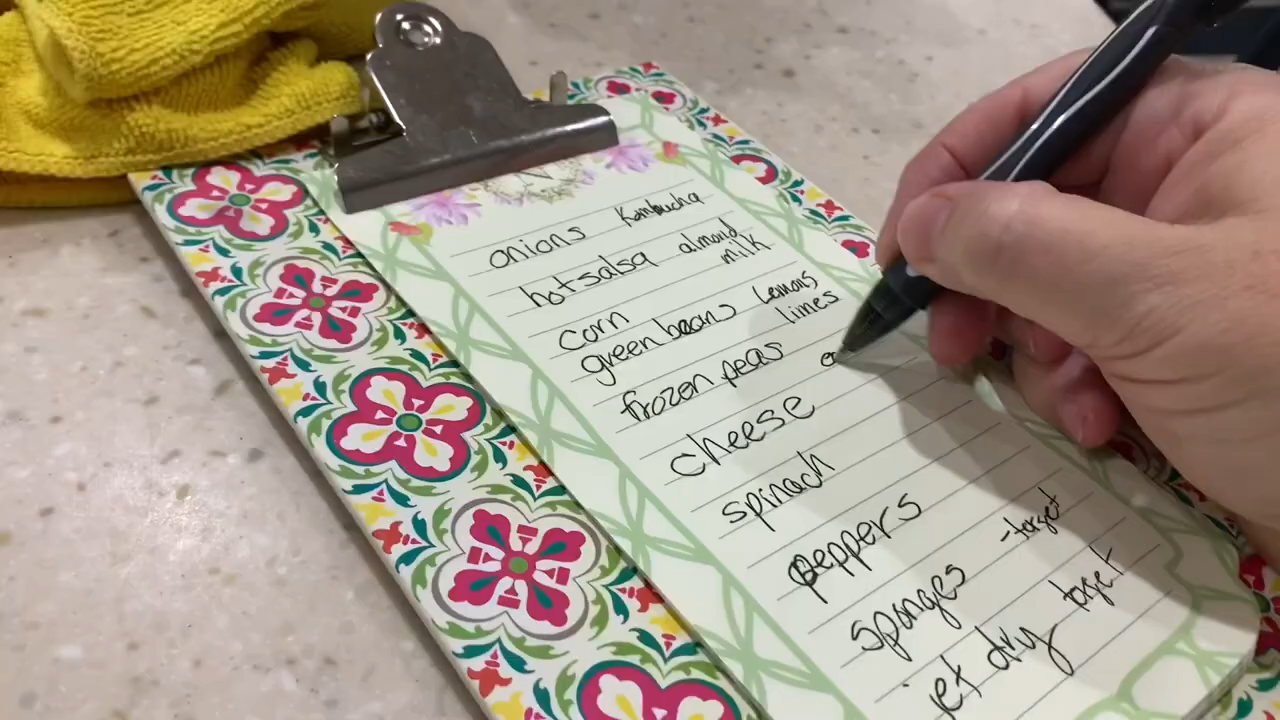 N
onions Kombucha
hot salsa almond milk
corn
green beans Lemons
limes
frozen peas
cheese
spinach
peppers
sponges -target
jet dry